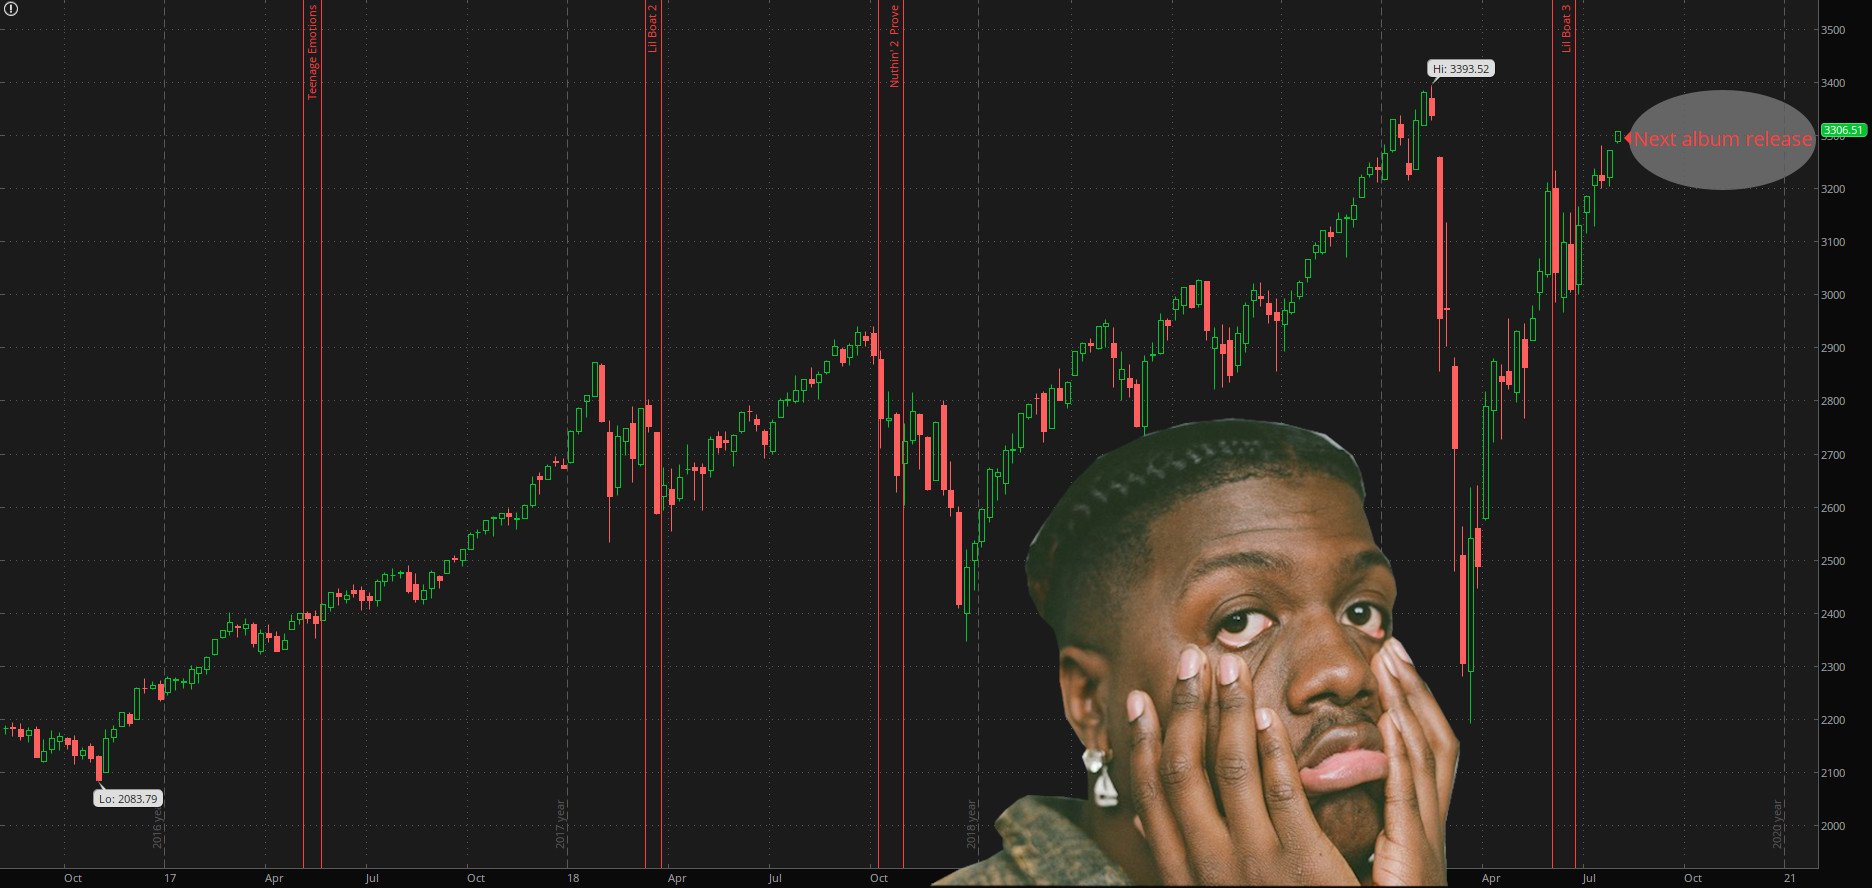 Teenage Emotions
Lil Boat 2
Nuthin' 2 Prove
Lil Boat 3
Hi: 3393.52
Next album release
3306.51
Lo: 2083.79
3500
3400
3200
3100
3000
2900
2800
2700
2600
2500
2400
2300
2200
2100
2000
2016 year
2017 year
2018 year
2020 year
Oct
17
Apr
Jul
Oct
18
Apr
Jul
Oct
Apr
Jul
Oct
21